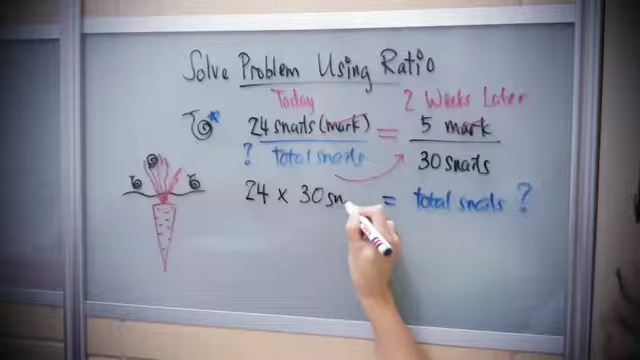 Solve Problem Using Ratio
Today
2 Weeks Later
24 snails (mark) = 5 mark
? total snails
30 snails
24 x 30 sn = total snails ?